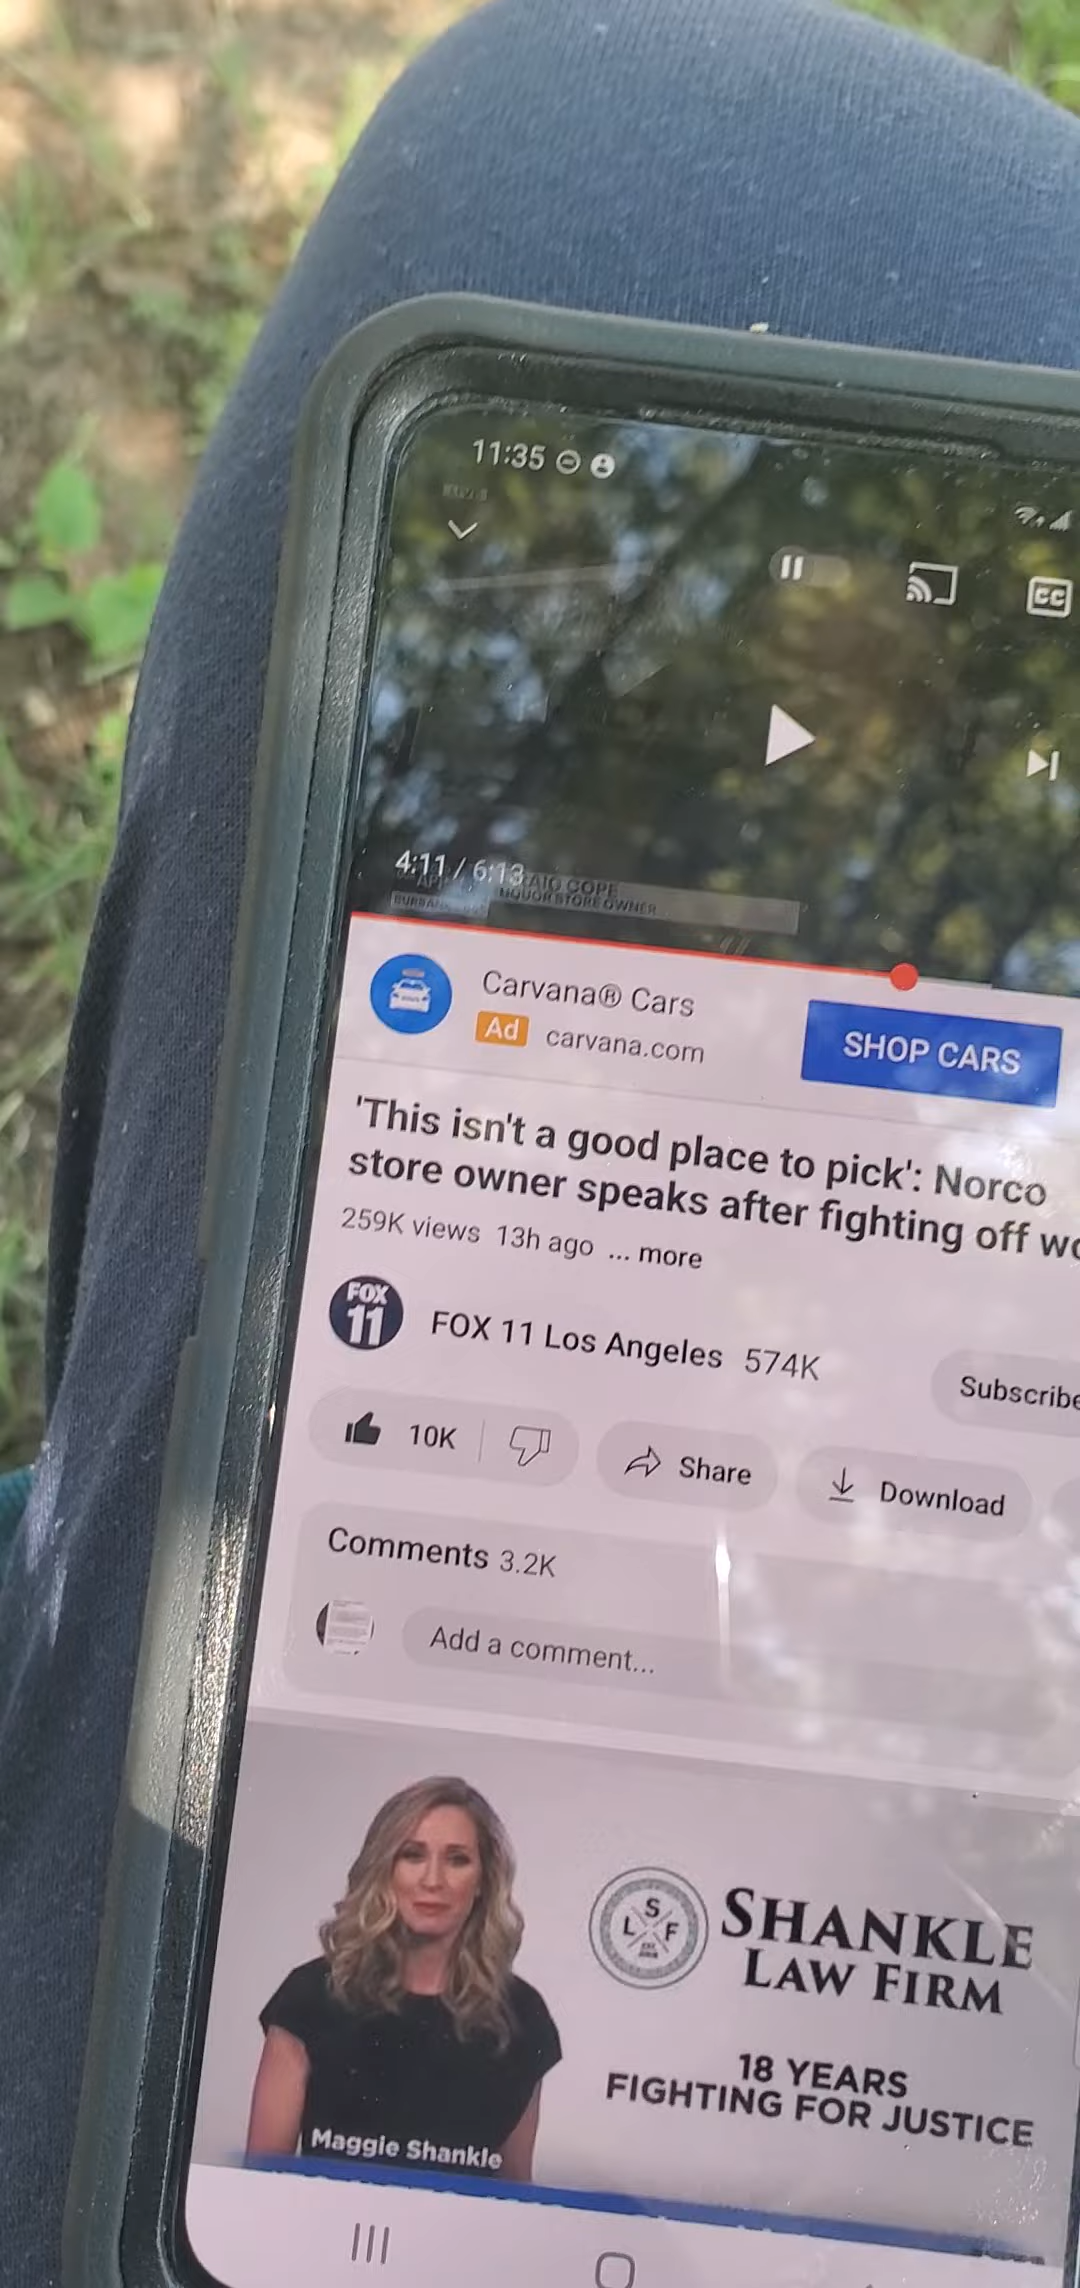 11:35
CC
4:11 / 6:13
COPE
LIQUOR STORE OWNER
Carvana® Cars
Ad carvana.com
SHOP CARS
'This isn't a good place to pick': Norco
store owner speaks after fighting off
259K views 13h ago ... more
FOX
11
FOX 11 Los Angeles 574K
Subscribe
10K
Share
Download
Comments 3.2K
Add a comment...
S
L F
SHANKLE
LAW FIRM
18 YEARS
FIGHTING FOR JUSTICE
Maggie Shankle